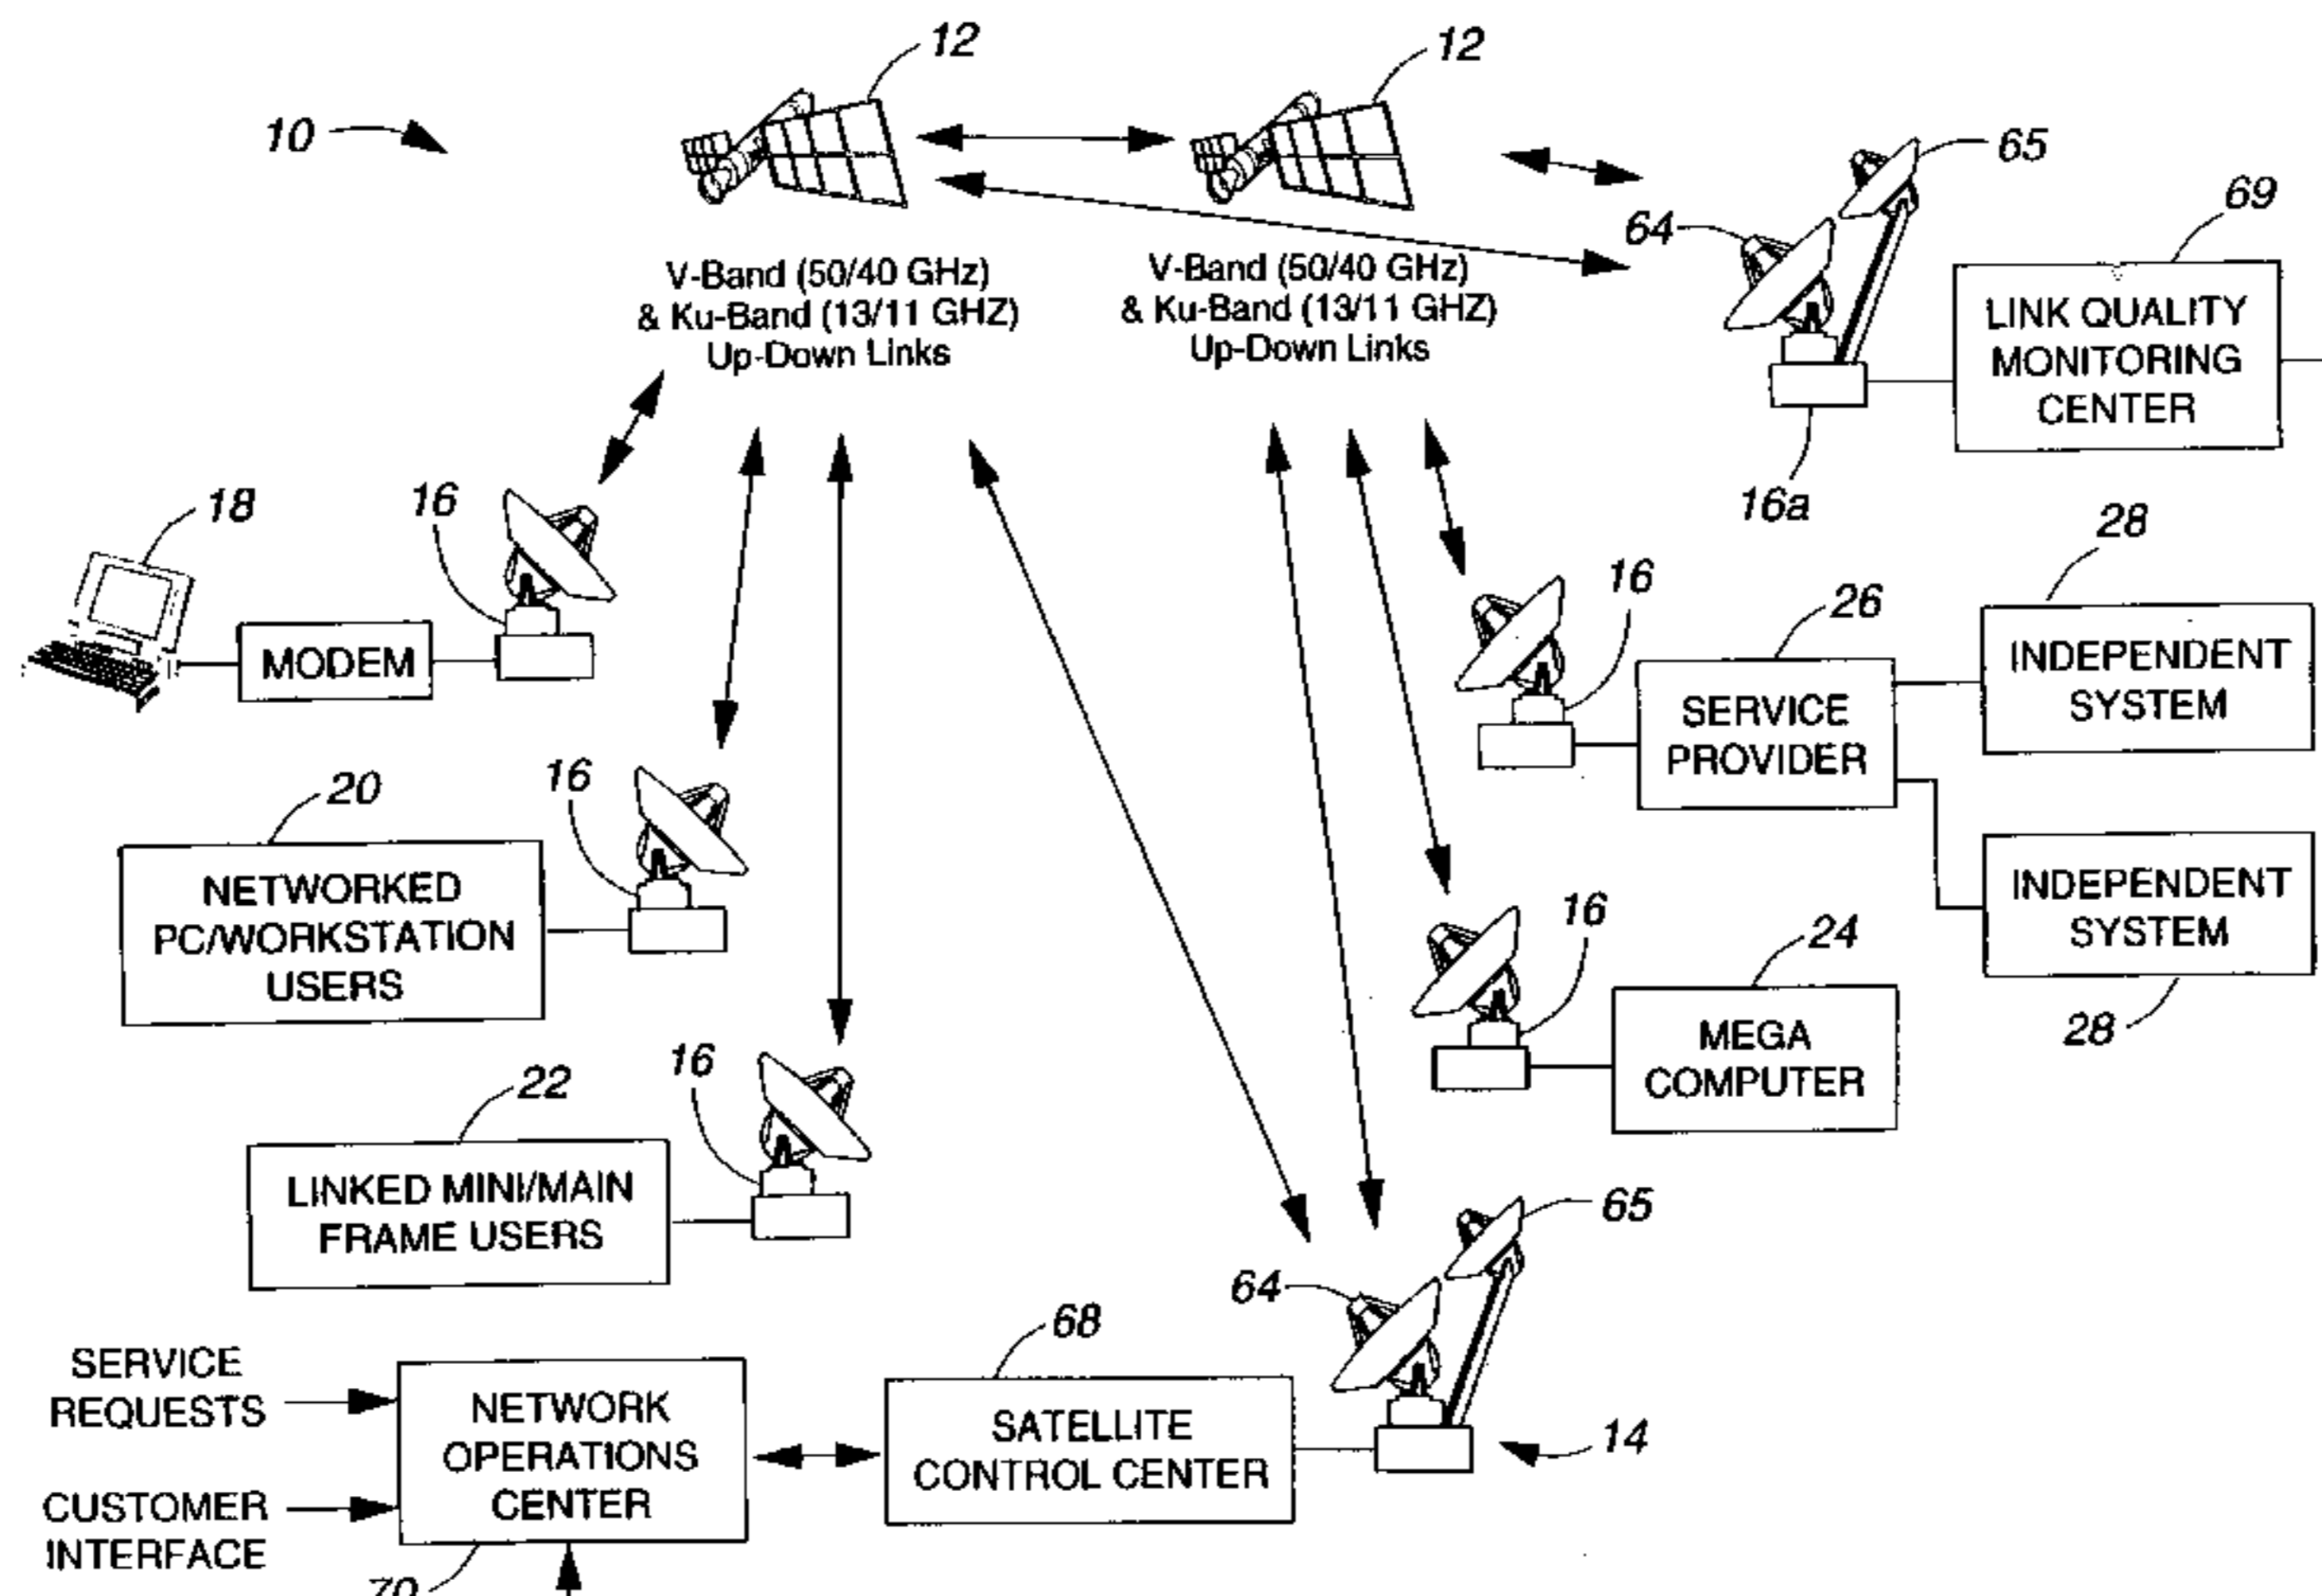 12
12
10
65
64
69
V-Band (50/40 GHz)
& Ku-Band (13/11 GHZ)
Up-Down Links
V-Band (50/40 GHz)
& Ku-Band (13/11 GHZ)
Up-Down Links
LINK QUALITY
MONITORING
CENTER
16a
18
16
MODEM
28
16
26
INDEPENDENT
SYSTEM
SERVICE
PROVIDER
20
16
NETWORKED
PC/WORKSTATION
USERS
INDEPENDENT
SYSTEM
28
16
24
MEGA
COMPUTER
22
16
LINKED MINI/MAIN
FRAME USERS
65
64
68
SERVICE
REQUESTS
NETWORK
OPERATIONS
CENTER
SATELLITE
CONTROL CENTER
14
CUSTOMER
INTERFACE
70